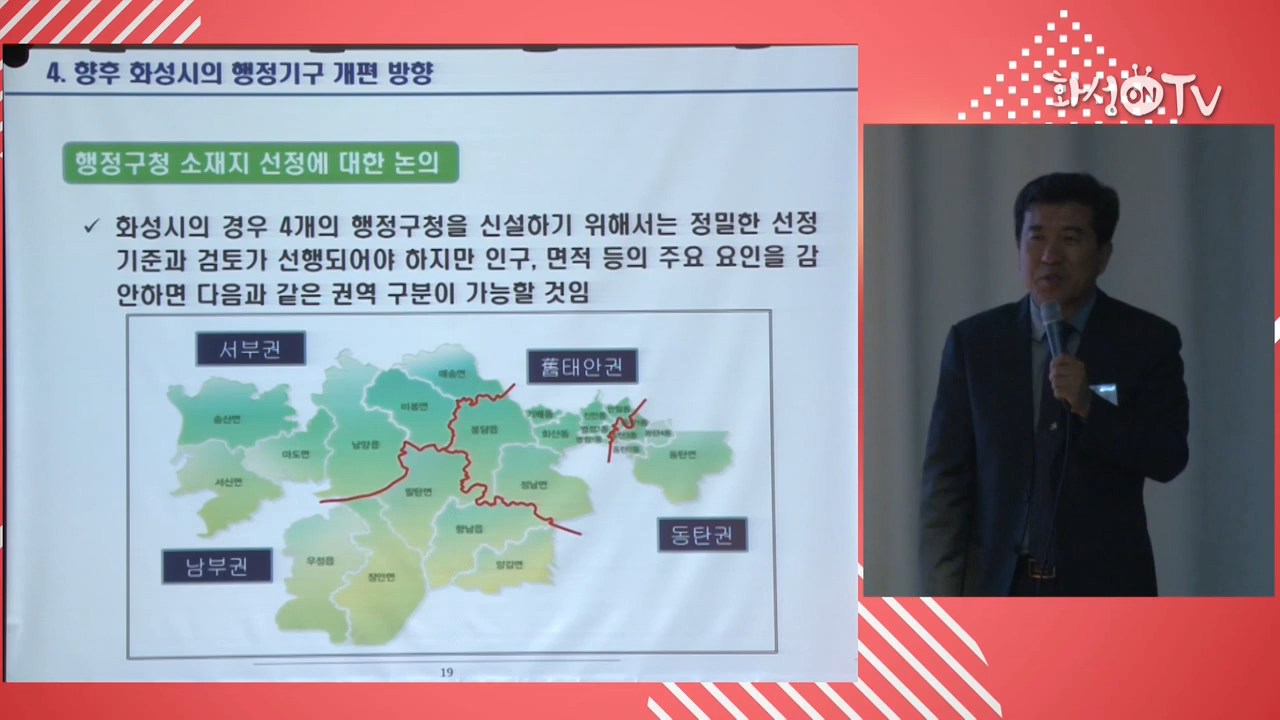 4. 향후 화성시의 행정기구 개편 방향
화성ONTV
행정구청 소재지 선정에 대한 논의
✓ 화성시의 경우 4개의 행정구청을 신설하기 위해서는 정밀한 선정
기준과 검토가 선행되어야 하지만 인구, 면적 등의 주요 요인을 감
안하면 다음과 같은 권역 구분이 가능할 것임
서부권
舊태안권
매송면
비봉면
송산면
남양읍
봉담읍
화산동
마도면
서신면
팔탄면
정남면
동탄면
향남읍
동탄권
남부권
우정읍
장안면
양감면
19